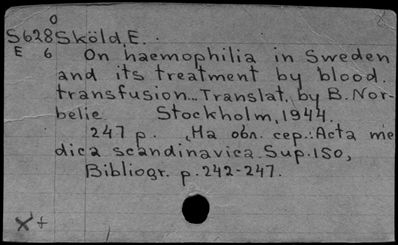 O
S628 Sköld, E.
E 6 On haemophilia in Sweden
and its treatment by blood.
transfusion... Translat. by B. Nor-
belie Stockholm, 1944.
247 p. „На обл. сер.: Acta me
dica scandinavica. Sup. 150,
Bibliogr. p. 242-247.
X+